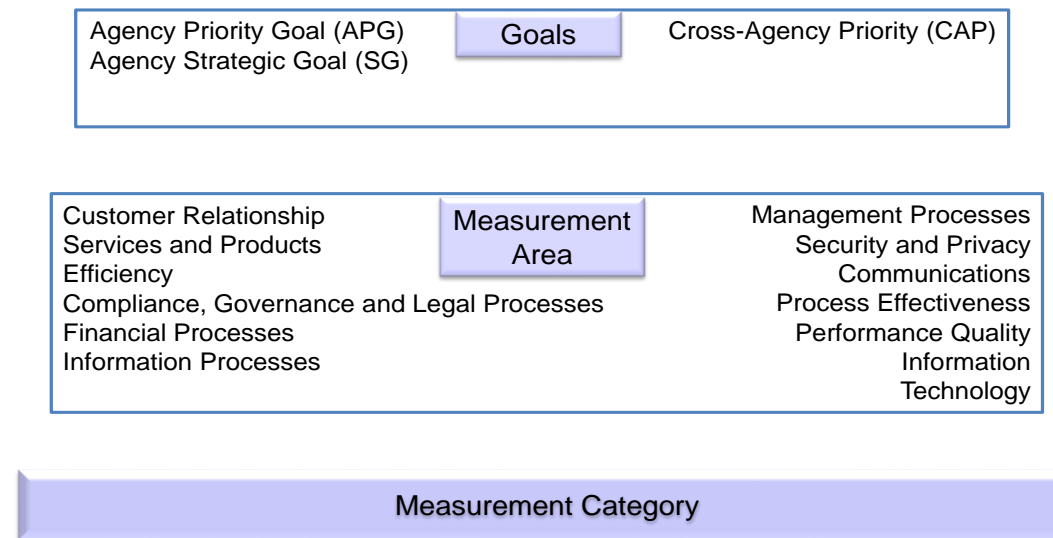 Goals
Agency Priority Goal (APG)
Agency Strategic Goal (SG)
Cross-Agency Priority (CAP)
Measurement
Area
Customer Relationship
Services and Products
Efficiency
Compliance, Governance and Legal Processes
Financial Processes
Information Processes
Management Processes
Security and Privacy
Communications
Process Effectiveness
Performance Quality
Information
Technology
Measurement Category